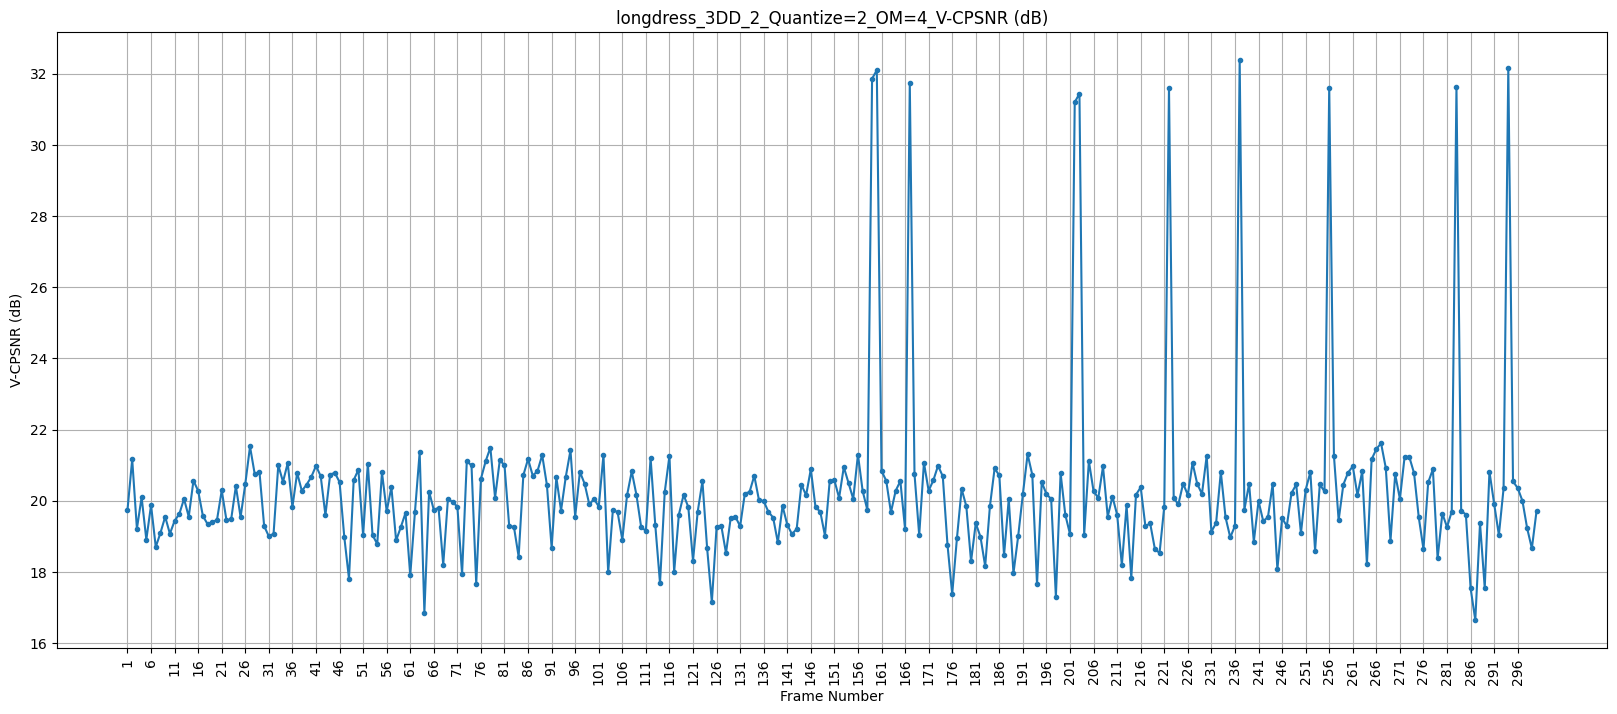 longdress_3DD_2_Quantize=2_OM=4_V-CPSNR (dB)
V-CPSNR (dB)
32
30
28
26
24
22
20
18
16
1 6 11 16 21 26 31 36 41 46 51 56 61 66 71 76 81 86 91 96 101 106 111 116 121 126 131 136 141 146 151 156 161 166 171 176 181 186 191 196 201 206 211 216 221 226 231 236 241 246 251 256 261 266 271 276 281 286 291 296
Frame Number